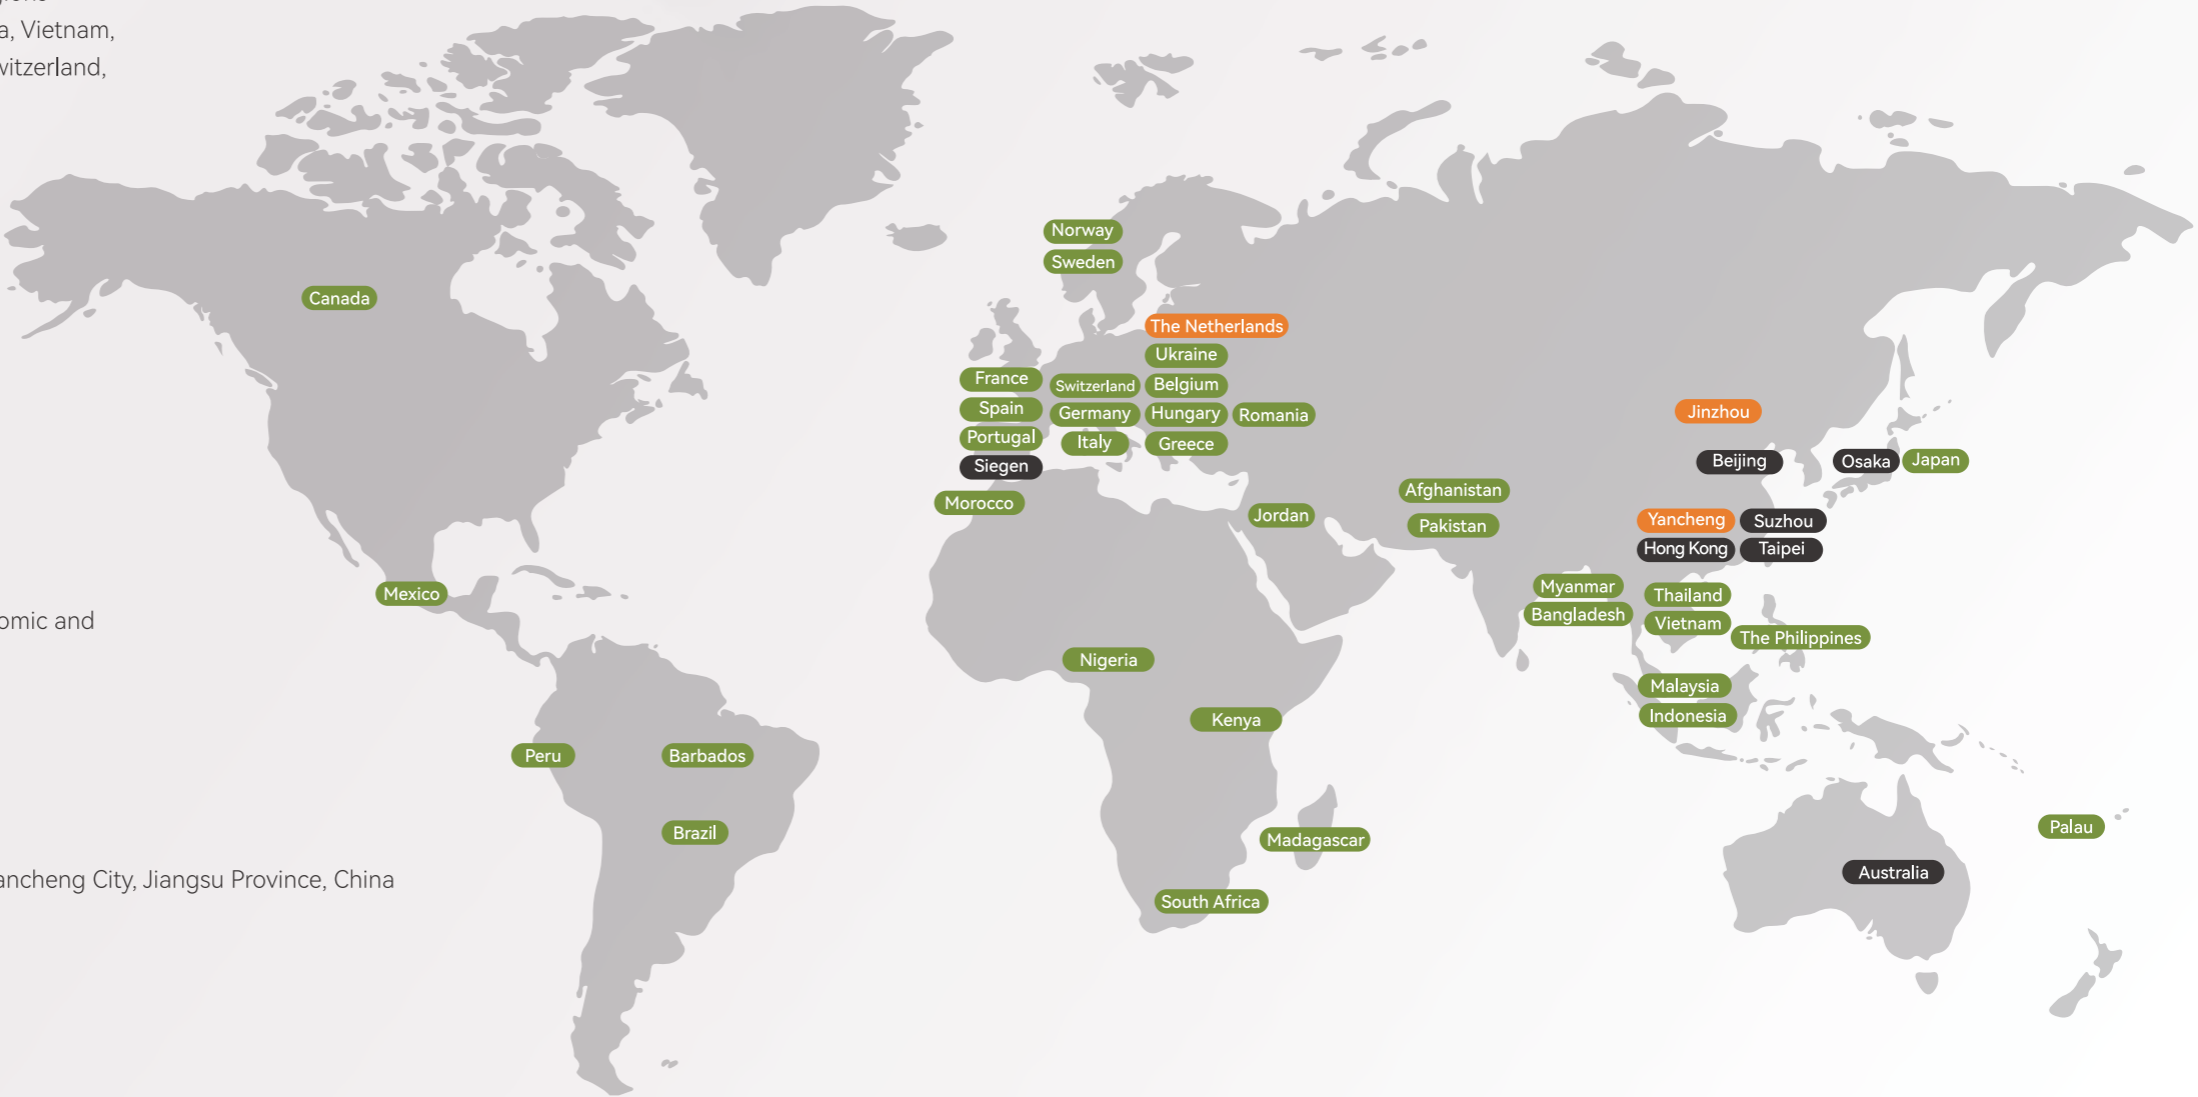 a, Vietnam,
witzerland,
Norway
Sweden
Canada
The Netherlands
Ukraine
France
Switzerland
Belgium
Spain
Germany
Hungary
Romania
Jinzhou
Portugal
Italy
Greece
Siegen
Beijing
Osaka
Japan
Morocco
Jordan
Afghanistan
Pakistan
Yancheng
Suzhou
Hong Kong
Taipei
Mexico
Myanmar
Thailand
Bangladesh
Vietnam
The Philippines
omic and
Nigeria
Malaysia
Kenya
Indonesia
Peru
Barbados
Brazil
Madagascar
Palau
ancheng City, Jiangsu Province, China
Australia
South Africa